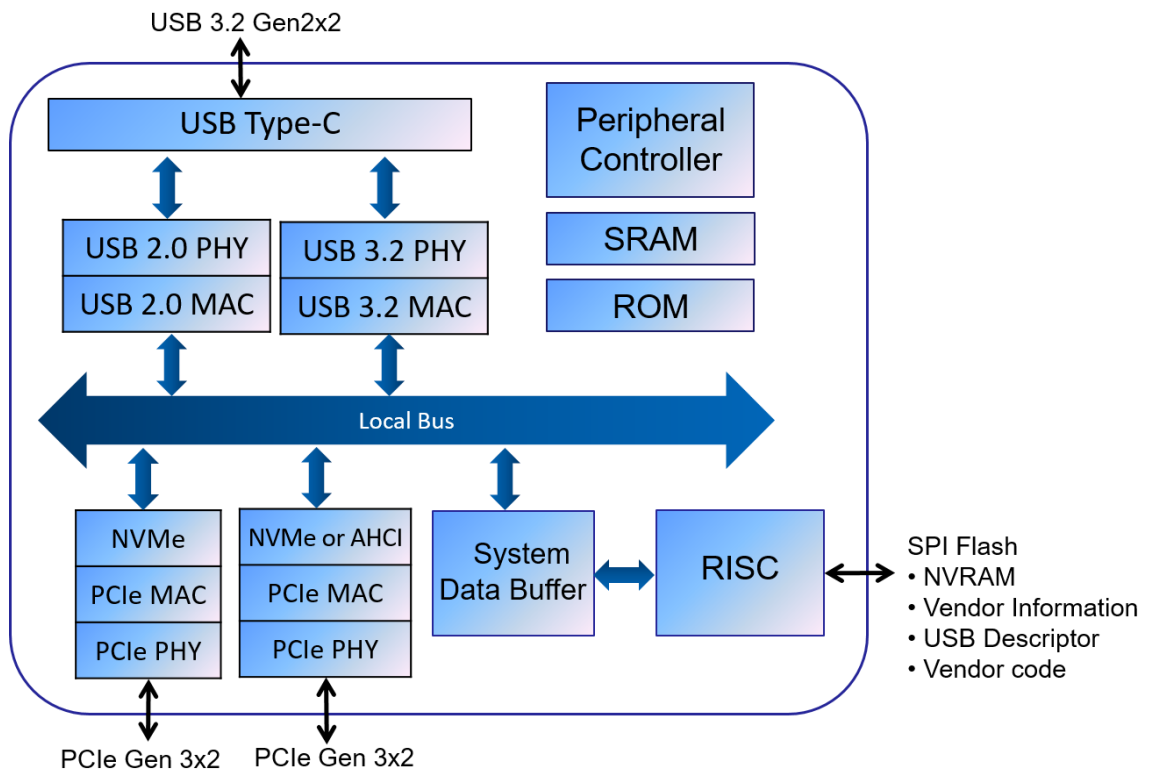 USB 3.2 Gen2x2
USB Type-C
Peripheral
Controller
USB 2.0 PHY
USB 2.0 MAC
USB 3.2 PHY
USB 3.2 MAC
SRAM
ROM
Local Bus
NVMe
PCIe MAC
PCIe PHY
NVMe or AHCI
PCIe MAC
PCIe PHY
System
Data Buffer
RISC
SPI Flash
• NVRAM
• Vendor Information
• USB Descriptor
• Vendor code
PCIe Gen 3x2
PCIe Gen 3x2